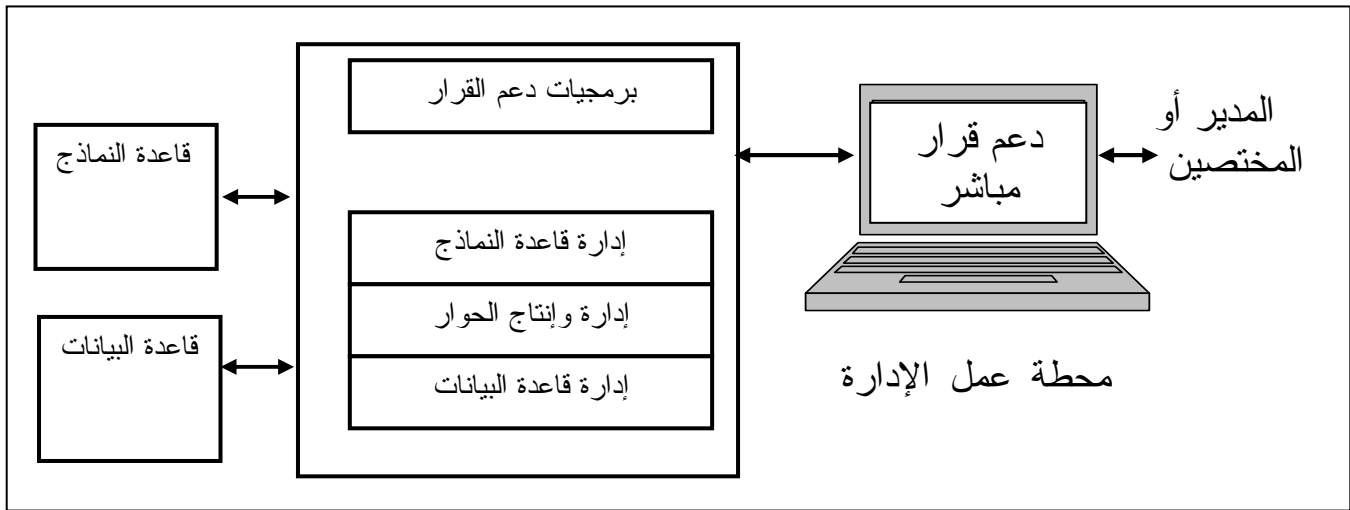 برمجيات دعم القرار
المدير أو
المختصين
دعم قرار
مباشر
قاعدة النماذج
إدارة قاعدة النماذج
إدارة وإنتاج الحوار
إدارة قاعدة البيانات
قاعدة البيانات
محطة عمل الإدارة